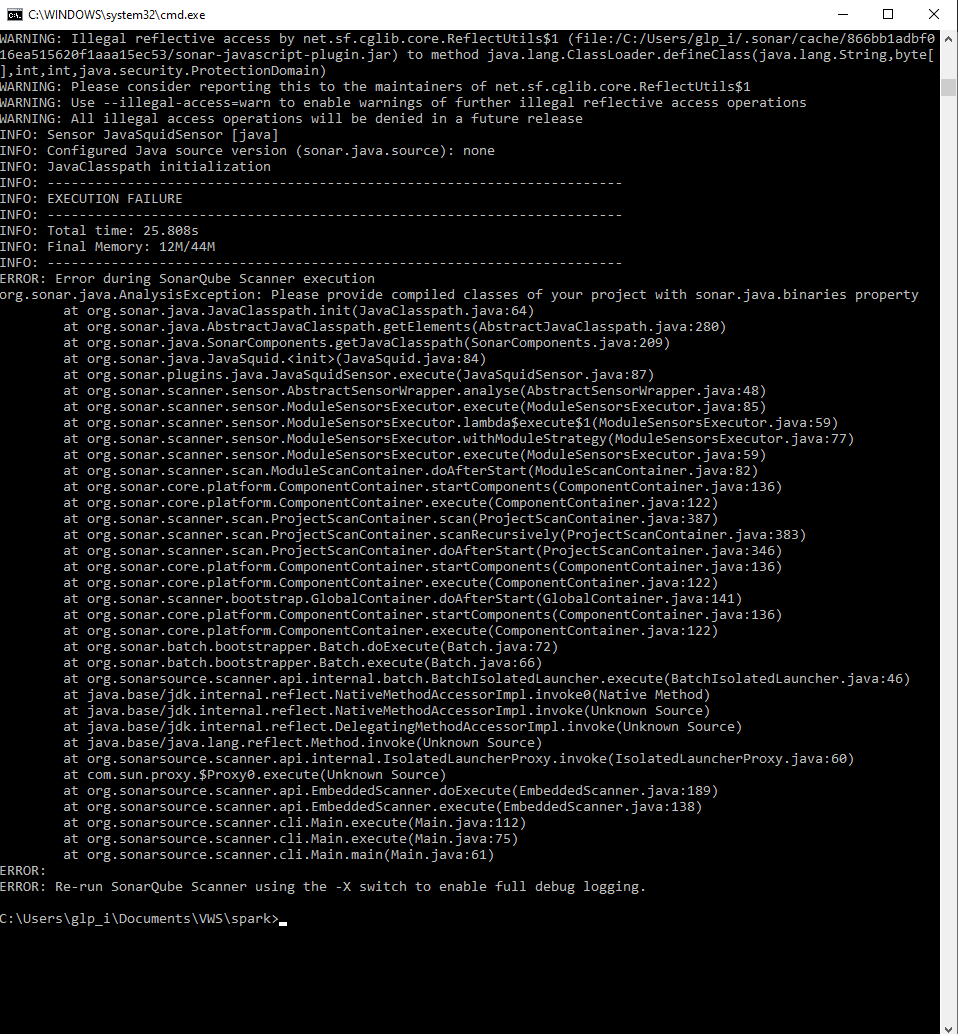 C:\WINDOWS\system32\cmd.exe
WARNING: Illegal reflective access by net.sf.cglib.core.ReflectUtils$1 (file:/C:/Users/glp_i/.sonar/cache/866bb1adbf0
16ea515620f1aaa15ec53/sonar-javascript-plugin.jar) to method java.lang.ClassLoader.defineClass(java.lang.String,byte[
],int,int,java.security.ProtectionDomain)
WARNING: Please consider reporting this to the maintainers of net.sf.cglib.core.ReflectUtils$1
WARNING: Use --illegal-access=warn to enable warnings of further illegal reflective access operations
WARNING: All illegal access operations will be denied in a future release
INFO: Sensor JavaSquidSensor [java]
INFO: Configured Java source version (sonar.java.source): none
INFO: JavaClasspath initialization
INFO: ------------------------------------------------------------------------
INFO: EXECUTION FAILURE
INFO: ------------------------------------------------------------------------
INFO: Total time: 25.808s
INFO: Final Memory: 12M/44M
INFO: ------------------------------------------------------------------------
ERROR: Error during SonarQube Scanner execution
org.sonar.java.AnalysisException: Please provide compiled classes of your project with sonar.java.binaries property
        at org.sonar.java.JavaClasspath.init(JavaClasspath.java:64)
        at org.sonar.java.AbstractJavaClasspath.getElements(AbstractJavaClasspath.java:280)
        at org.sonar.java.SonarComponents.getJavaClasspath(SonarComponents.java:209)
        at org.sonar.java.JavaSquid.<init>(JavaSquid.java:84)
        at org.sonar.plugins.java.JavaSquidSensor.execute(JavaSquidSensor.java:87)
        at org.sonar.scanner.sensor.AbstractSensorWrapper.analyse(AbstractSensorWrapper.java:48)
        at org.sonar.scanner.sensor.ModuleSensorsExecutor.execute(ModuleSensorsExecutor.java:85)
        at org.sonar.scanner.sensor.ModuleSensorsExecutor.lambda$execute$1(ModuleSensorsExecutor.java:59)
        at org.sonar.scanner.sensor.ModuleSensorsExecutor.withModuleStrategy(ModuleSensorsExecutor.java:77)
        at org.sonar.scanner.sensor.ModuleSensorsExecutor.execute(ModuleSensorsExecutor.java:59)
        at org.sonar.scanner.scan.ModuleScanContainer.doAfterStart(ModuleScanContainer.java:82)
        at org.sonar.core.platform.ComponentContainer.startComponents(ComponentContainer.java:136)
        at org.sonar.core.platform.ComponentContainer.execute(ComponentContainer.java:122)
        at org.sonar.scanner.scan.ProjectScanContainer.scan(ProjectScanContainer.java:387)
        at org.sonar.scanner.scan.ProjectScanContainer.scanRecursively(ProjectScanContainer.java:383)
        at org.sonar.scanner.scan.ProjectScanContainer.doAfterStart(ProjectScanContainer.java:346)
        at org.sonar.core.platform.ComponentContainer.startComponents(ComponentContainer.java:136)
        at org.sonar.core.platform.ComponentContainer.execute(ComponentContainer.java:122)
        at org.sonar.scanner.bootstrap.GlobalContainer.doAfterStart(GlobalContainer.java:141)
        at org.sonar.core.platform.ComponentContainer.startComponents(ComponentContainer.java:136)
        at org.sonar.core.platform.ComponentContainer.execute(ComponentContainer.java:122)
        at org.sonar.batch.bootstrapper.Batch.doExecute(Batch.java:72)
        at org.sonar.batch.bootstrapper.Batch.execute(Batch.java:66)
        at org.sonarsource.scanner.api.internal.batch.BatchIsolatedLauncher.execute(BatchIsolatedLauncher.java:46)
        at java.base/jdk.internal.reflect.NativeMethodAccessorImpl.invoke0(Native Method)
        at java.base/jdk.internal.reflect.NativeMethodAccessorImpl.invoke(Unknown Source)
        at java.base/jdk.internal.reflect.DelegatingMethodAccessorImpl.invoke(Unknown Source)
        at java.base/java.lang.reflect.Method.invoke(Unknown Source)
        at org.sonarsource.scanner.api.internal.IsolatedLauncherProxy.invoke(IsolatedLauncherProxy.java:60)
        at com.sun.proxy.$Proxy0.execute(Unknown Source)
        at org.sonarsource.scanner.api.EmbeddedScanner.doExecute(EmbeddedScanner.java:189)
        at org.sonarsource.scanner.api.EmbeddedScanner.execute(EmbeddedScanner.java:138)
        at org.sonarsource.scanner.cli.Main.execute(Main.java:112)
        at org.sonarsource.scanner.cli.Main.execute(Main.java:75)
        at org.sonarsource.scanner.cli.Main.main(Main.java:61)
ERROR:
ERROR: Re-run SonarQube Scanner using the -X switch to enable full debug logging.
C:\Users\glp_i\Documents\VWS\spark>